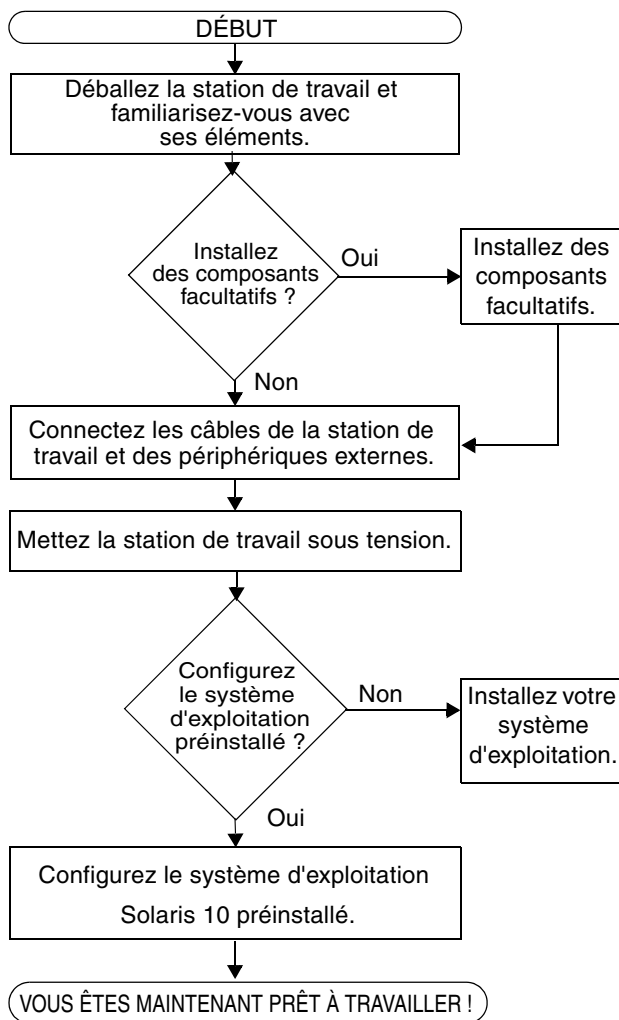 DÉBUT
Déballez la station de travail et
familiarisez-vous avec
ses éléments.
Installez
des composants
facultatifs ?
Oui
Installez des
composants
facultatifs.
Non
Connectez les câbles de la station de
travail et des périphériques externes.
Mettez la station de travail sous tension.
Configurez
le système
d'exploitation
préinstallé ?
Non
Installez votre
système
d'exploitation.
Oui
Configurez le système d'exploitation
Solaris 10 préinstallé.
VOUS ÊTES MAINTENANT PRÊT À TRAVAILLER !